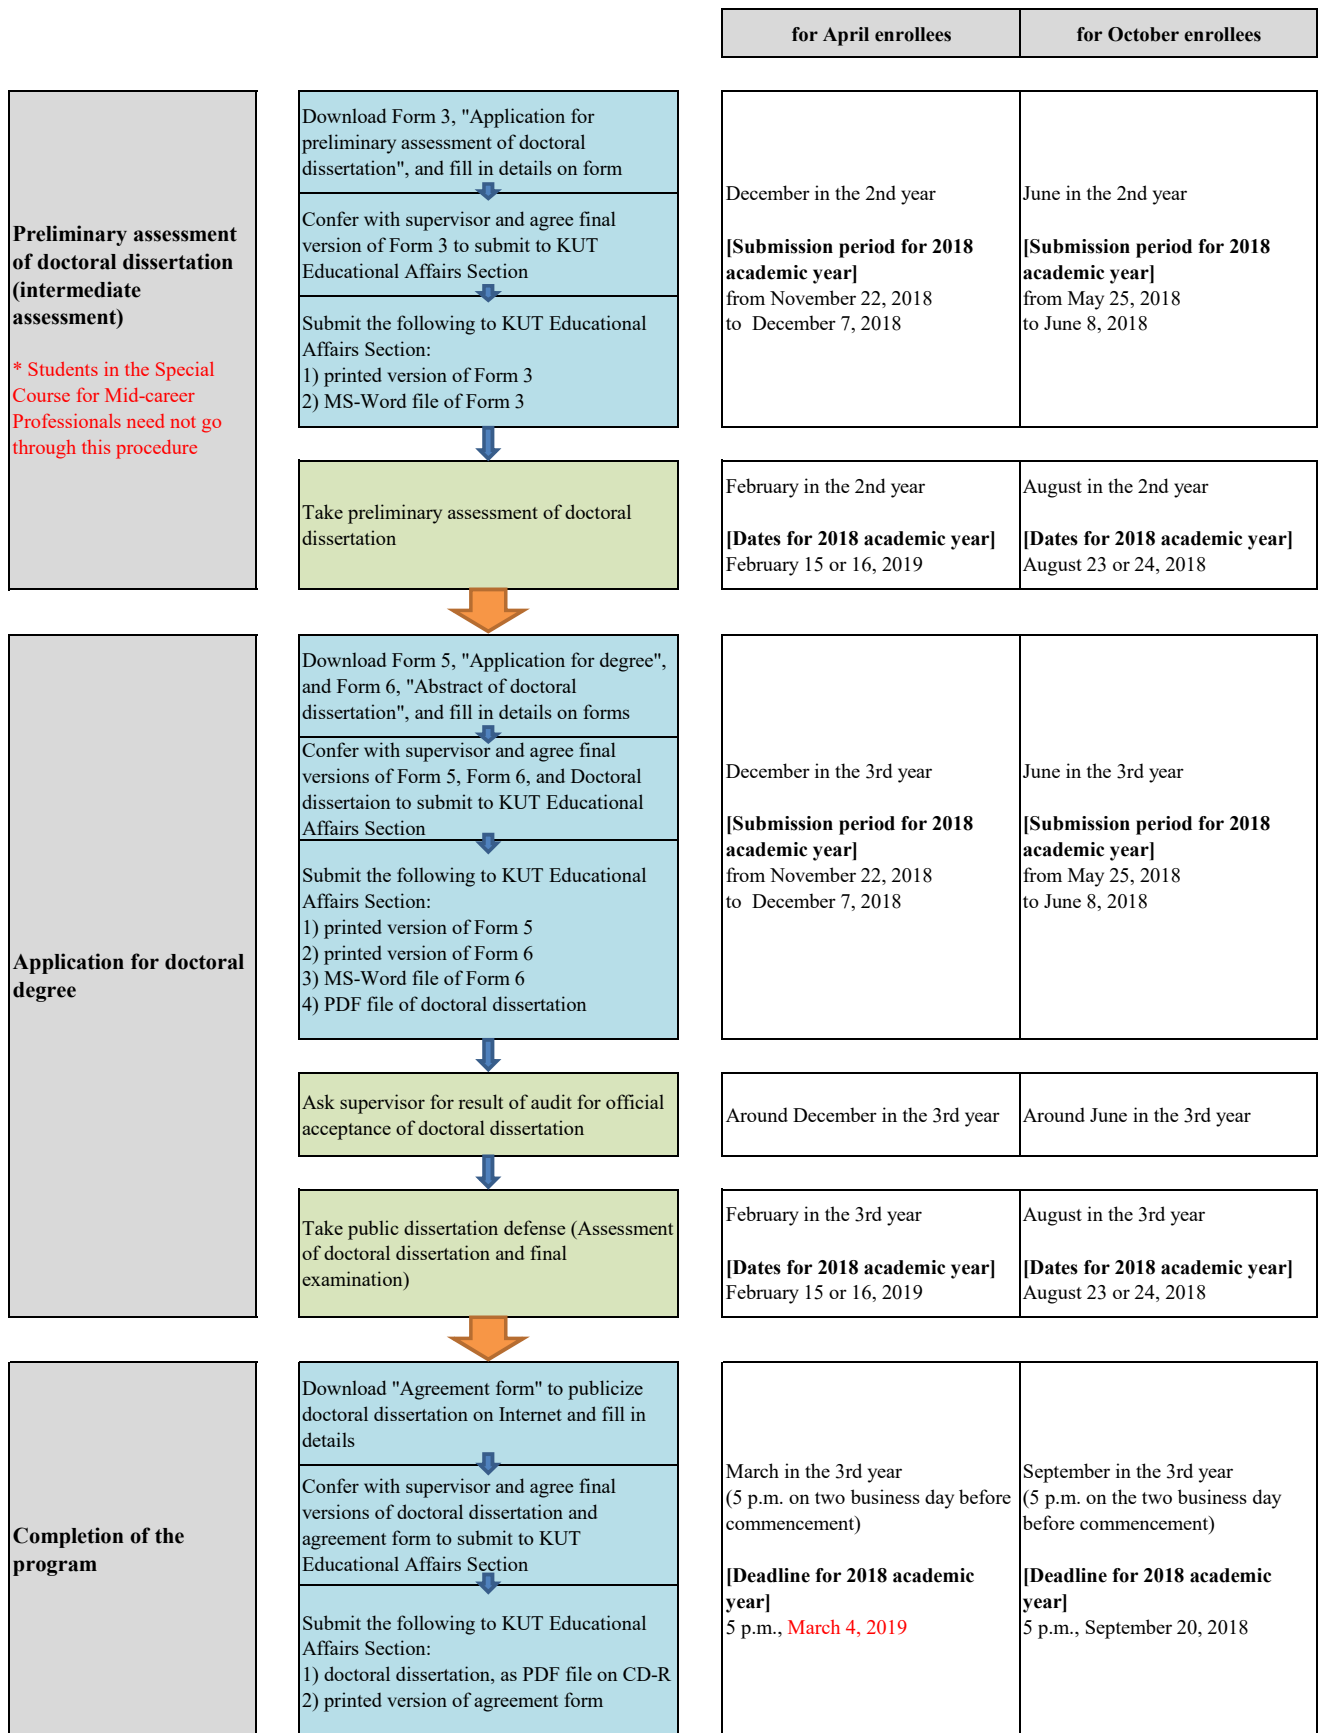 for April enrollees
for October enrollees
Preliminary assessment
of doctoral dissertation
(intermediate
assessment)
* Students in the Special
Course for Mid-career
Professionals need not go
through this procedure
Download Form 3, "Application for
preliminary assessment of doctoral
dissertation", and fill in details on form
Confer with supervisor and agree final
version of Form 3 to submit to KUT
Educational Affairs Section
Submit the following to KUT Educational
Affairs Section:
1) printed version of Form 3
2) MS-Word file of Form 3
December in the 2nd year
[Submission period for 2018
academic year]
from November 22, 2018
to  December 7, 2018
June in the 2nd year
[Submission period for 2018
academic year]
from May 25, 2018
to June 8, 2018
Take preliminary assessment of doctoral
dissertation
February in the 2nd year
[Dates for 2018 academic year]
February 15 or 16, 2019
August in the 2nd year
[Dates for 2018 academic year]
August 23 or 24, 2018
Application for doctoral
degree
Download Form 5, "Application for degree",
and Form 6, "Abstract of doctoral
dissertation", and fill in details on forms
Confer with supervisor and agree final
versions of Form 5, Form 6, and Doctoral
dissertaion to submit to KUT Educational
Affairs Section
Submit the following to KUT Educational
Affairs Section:
1) printed version of Form 5
2) printed version of Form 6
3) MS-Word file of Form 6
4) PDF file of doctoral dissertation
December in the 3rd year
[Submission period for 2018
academic year]
from November 22, 2018
to  December 7, 2018
June in the 3rd year
[Submission period for 2018
academic year]
from May 25, 2018
to June 8, 2018
Ask supervisor for result of audit for official
acceptance of doctoral dissertation
Around December in the 3rd year
Around June in the 3rd year
Take public dissertation defense (Assessment
of doctoral dissertation and final
examination)
February in the 3rd year
[Dates for 2018 academic year]
February 15 or 16, 2019
August in the 3rd year
[Dates for 2018 academic year]
August 23 or 24, 2018
Completion of the
program
Download "Agreement form" to publicize
doctoral dissertation on Internet and fill in
details
Confer with supervisor and agree final
versions of doctoral dissertation and
agreement form to submit to KUT
Educational Affairs Section
Submit the following to KUT Educational
Affairs Section:
1) doctoral dissertation, as PDF file on CD-R
2) printed version of agreement form
March in the 3rd year
(5 p.m. on two business day before
commencement)
[Deadline for 2018 academic
year]
5 p.m., March 4, 2019
September in the 3rd year
(5 p.m. on the two business day
before commencement)
[Deadline for 2018 academic
year]
5 p.m., September 20, 2018